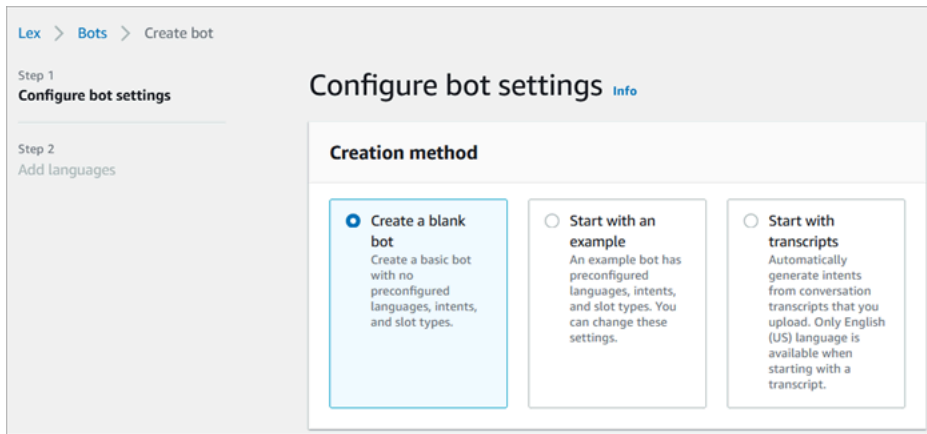 Lex > Bots > Create bot
Step 1
Configure bot settings
Step 2
Add languages
Configure bot settings Info
Creation method
Create a blank
bot
Create a basic bot
with no
preconfigured
languages, intents,
and slot types.
Start with an
example
An example bot has
preconfigured
languages, intents,
and slot types. You
can change these
settings.
Start with
transcripts
Automatically
generate intents
from conversation
transcripts that you
upload. Only English
(US) language is
available when
starting with a
transcript.